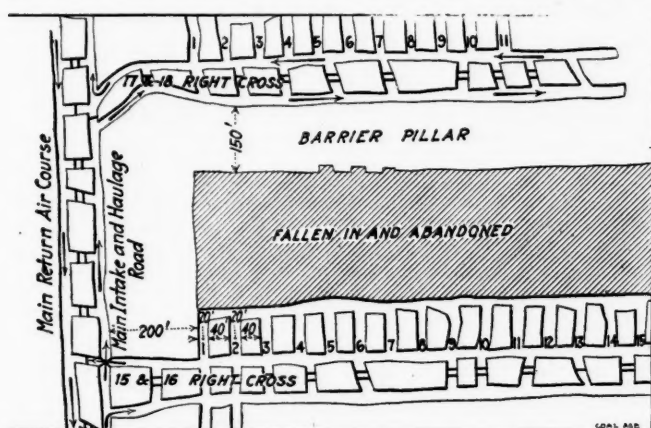 1 2 3 4 5 6 7 8 9 10 11
17 & 18 RIGHT CROSS
150'
BARRIER PILLAR
Main Return Air Course
Main Intake and Haulage
Road
FALLEN IN AND ABANDONED
200'
20' 20'
40' 40'
2 3 4 5 6 7 8 9 10 11 12 13 14 15
15 & 16 RIGHT CROSS
COAL AGE